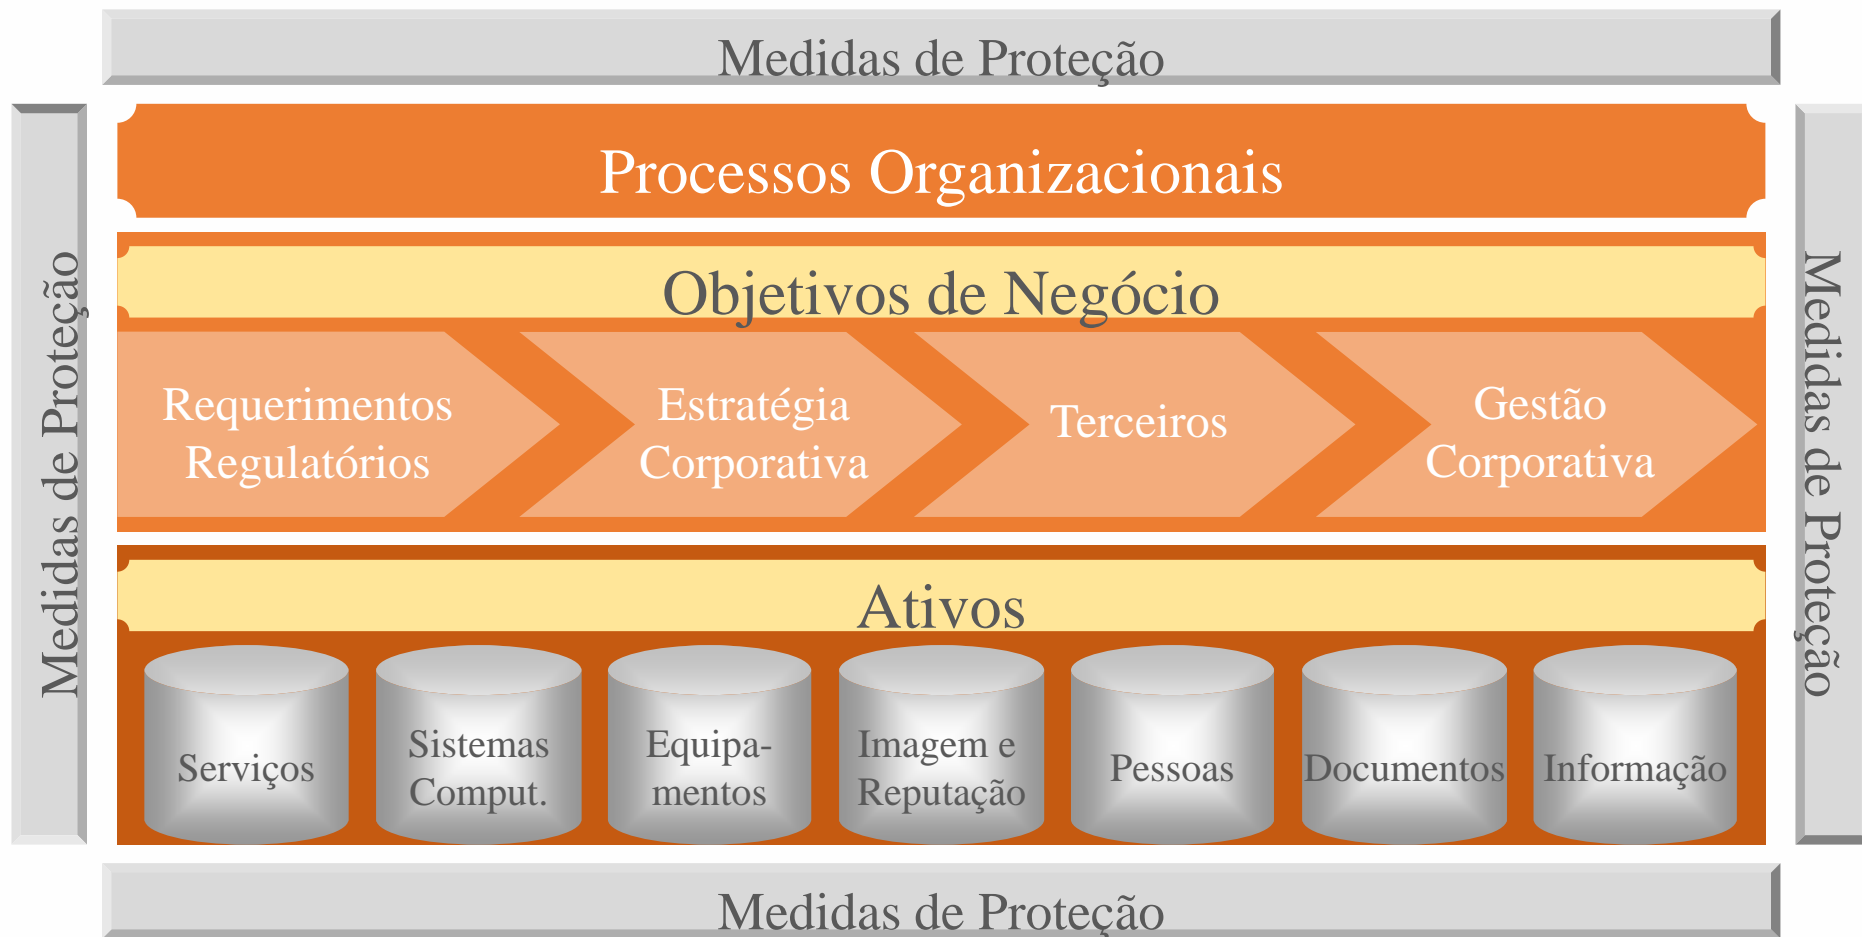 Medidas de Proteção
Processos Organizacionais
Medidas de Proteção
Medidas de Proteção
Objetivos de Negócio
Requerimentos
Regulatórios
Estratégia
Corporativa
Terceiros
Gestão
Corporativa
Ativos
Serviços
Sistemas
Comput.
Equipa-
mentos
Imagem e
Reputação
Pessoas
Documentos
Informação
Medidas de Proteção